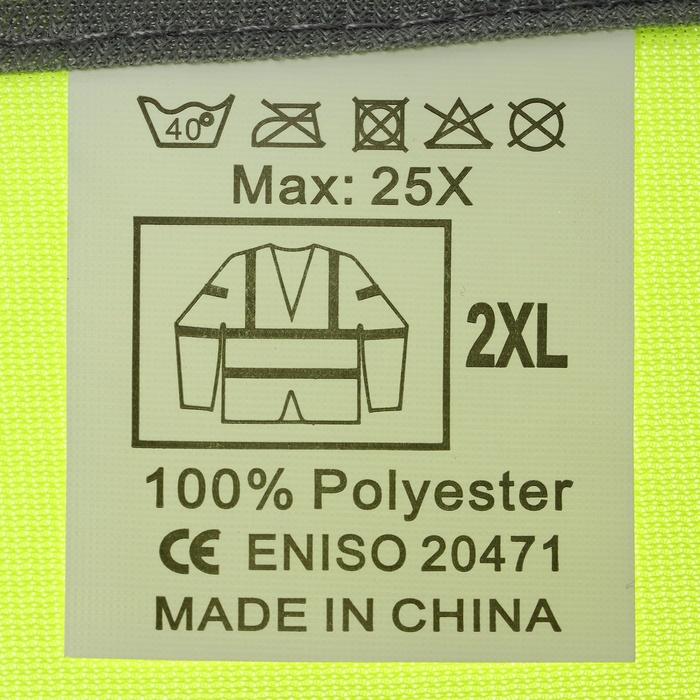 40°
Max: 25X
2XL
100% Polyester
CE ENISO 20471
MADE IN CHINA